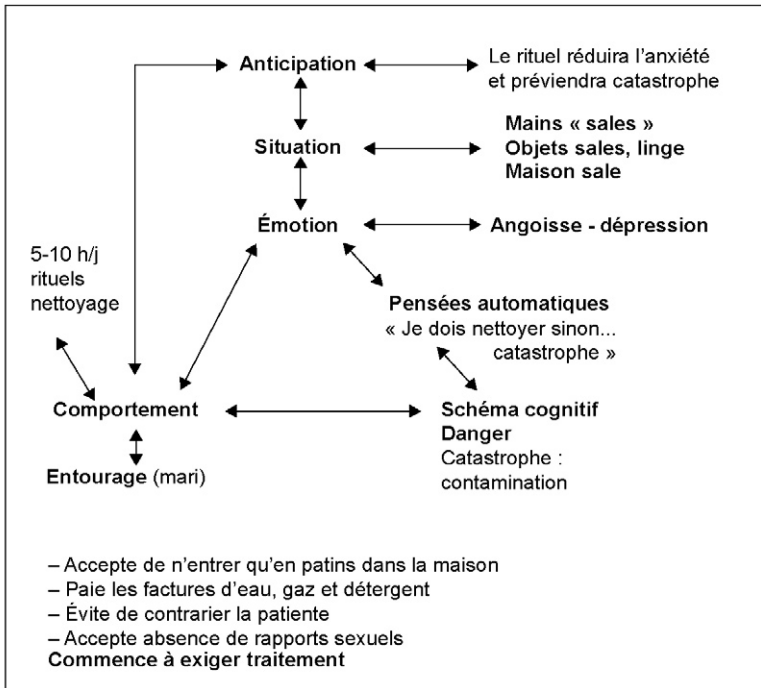 Anticipation
Le rituel réduira l'anxiété
et préviendra catastrophe
Situation
Mains « sales »
Objets sales, linge
Maison sale
Émotion
Angoisse - dépression
5-10 h/j
rituels
nettoyage
Pensées automatiques
« Je dois nettoyer sinon...
catastrophe »
Comportement
Schéma cognitif
Danger
Catastrophe :
contamination
Entourage (mari)
– Accepte de n'entrer qu'en patins dans la maison
– Paie les factures d'eau, gaz et détergent
– Évite de contrarier la patiente
– Accepte absence de rapports sexuels
Commence à exiger traitement